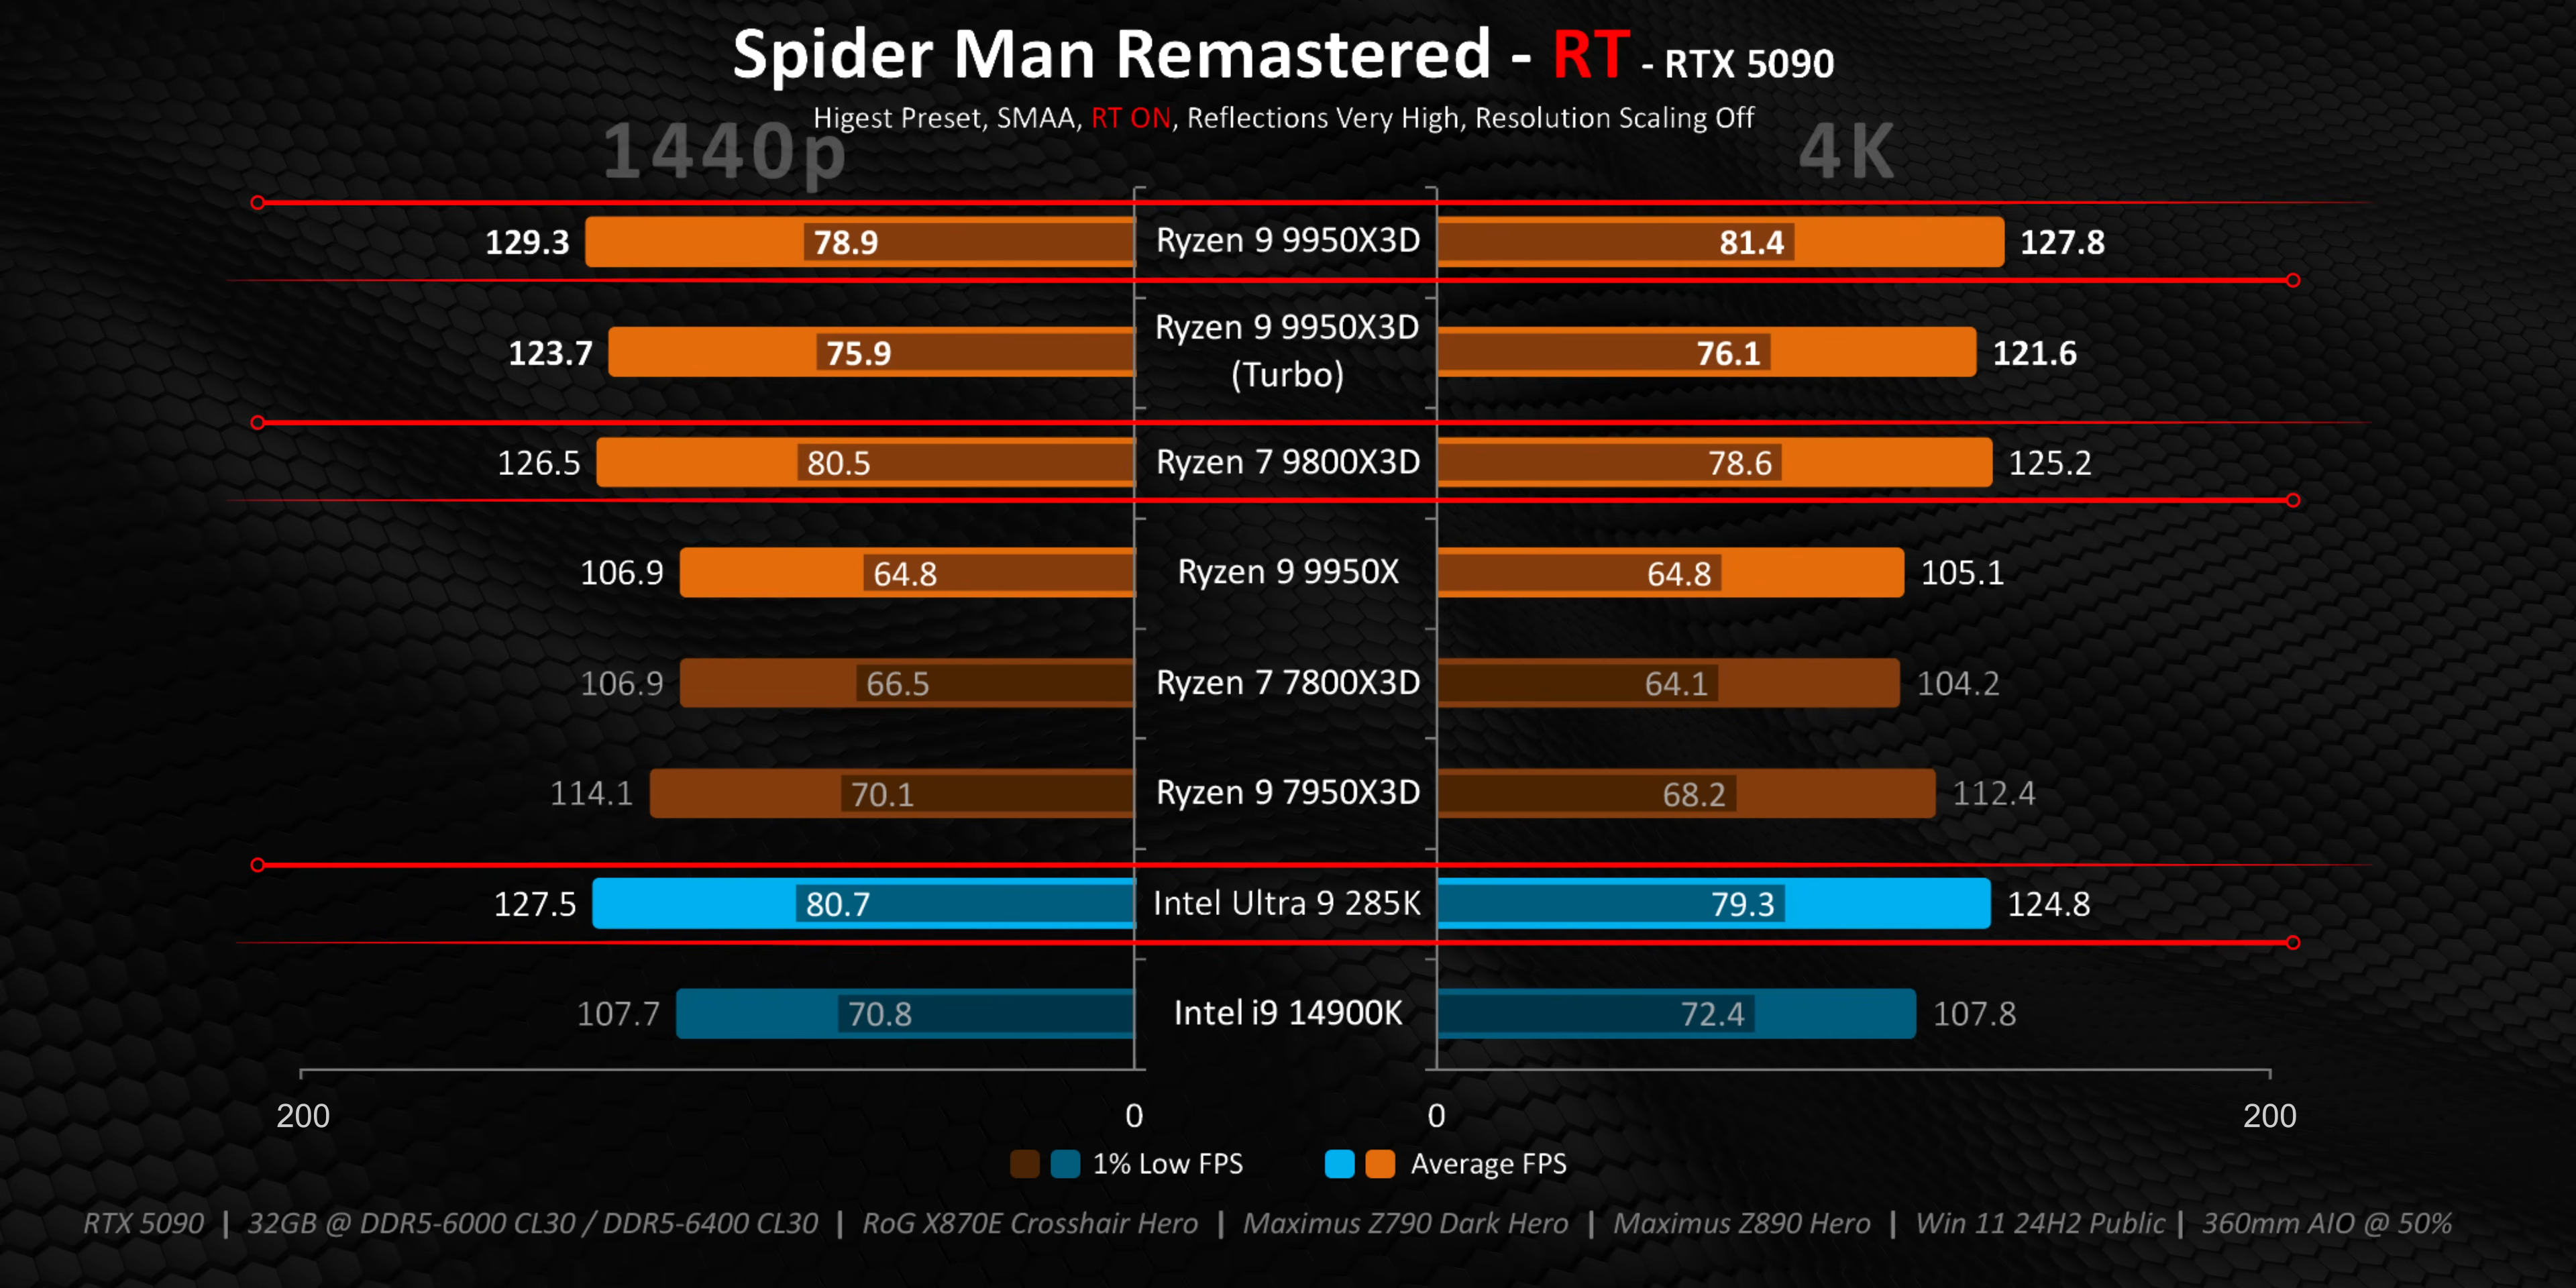 Spider Man Remastered - RT - RTX 5090
Higest Preset, SMAA, RT ON, Reflections Very High, Resolution Scaling Off
1440p 4K
129.3 78.9 Ryzen 9 9950X3D 81.4 127.8
123.7 75.9 Ryzen 9 9950X3D 76.1 121.6
(Turbo)
126.5 80.5 Ryzen 7 9800X3D 78.6 125.2
106.9 64.8 Ryzen 9 9950X 64.8 105.1
106.9 66.5 Ryzen 7 7800X3D 64.1 104.2
114.1 70.1 Ryzen 9 7950X3D 68.2 112.4
127.5 80.7 Intel Ultra 9 285K 79.3 124.8
107.7 70.8 Intel i9 14900K 72.4 107.8
200 0 0 200
1% Low FPS Average FPS
RTX 5090 | 32GB @ DDR5-6000 CL30 / DDR5-6400 CL30 | RoG X870E Crosshair Hero | Maximus Z790 Dark Hero | Maximus Z890 Hero | Win 11 24H2 Public | 360mm AIO @ 50%